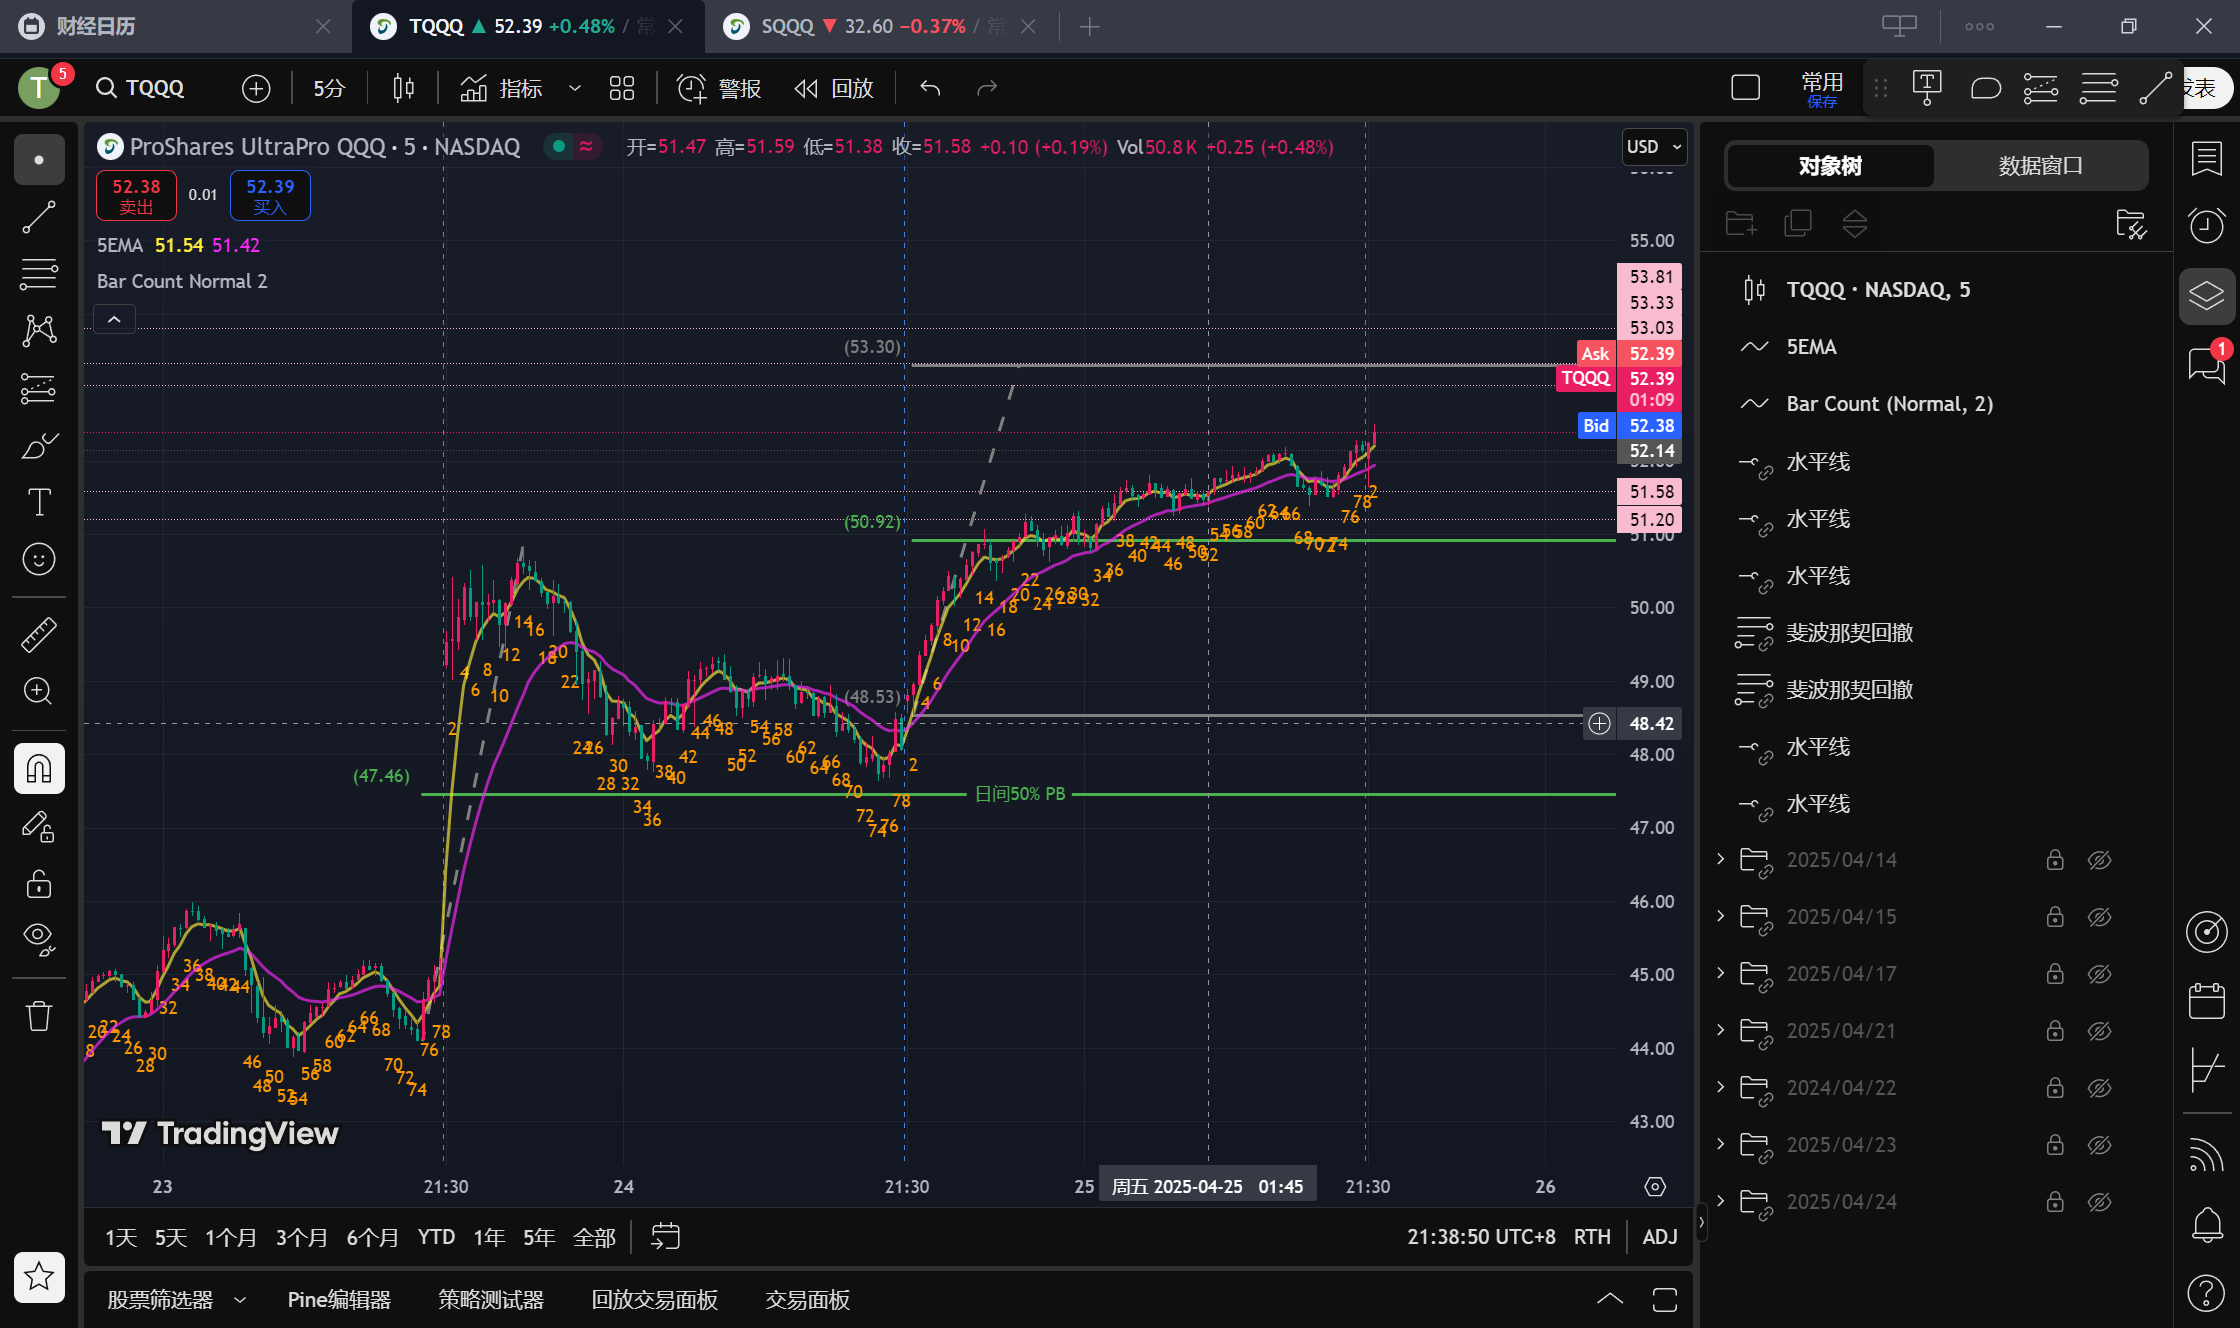 财经日历
TQQQ ▲ 52.39 +0.48% / 常
SQQQ ▼ 32.60 −0.37% / 常
T 5
TQQQ
5分
指标
警报
回放
常用
保存
发表
ProShares UltraPro QQQ · 5 · NASDAQ
开=51.47 高=51.59 低=51.38 收=51.58 +0.10 (+0.19%) Vol50.8 K +0.25 (+0.48%)
USD
52.38 卖出
0.01
52.39 买入
5EMA 51.54 51.42
Bar Count Normal 2
55.00
53.81
53.33
53.03
Ask 52.39
TQQQ 52.39
01:09
Bid 52.38
52.14
51.58
51.20
51.00
50.00
49.00
48.42
48.00
47.00
46.00
45.00
44.00
43.00
(53.30)
(50.92)
(48.53)
(47.46)
日间50% PB
TradingView
23
21:30
24
21:30
25
周五 2025-04-25 01:45
21:30
26
1天 5天 1个月 3个月 6个月 YTD 1年 5年 全部
21:38:50 UTC+8 RTH ADJ
股票筛选器
Pine编辑器
策略测试器
回放交易面板
交易面板
对象树
数据窗口
TQQQ · NASDAQ, 5
5EMA
Bar Count (Normal, 2)
水平线
水平线
水平线
斐波那契回撤
斐波那契回撤
水平线
水平线
2025/04/14
2025/04/15
2025/04/17
2025/04/21
2024/04/22
2025/04/23
2025/04/24
1